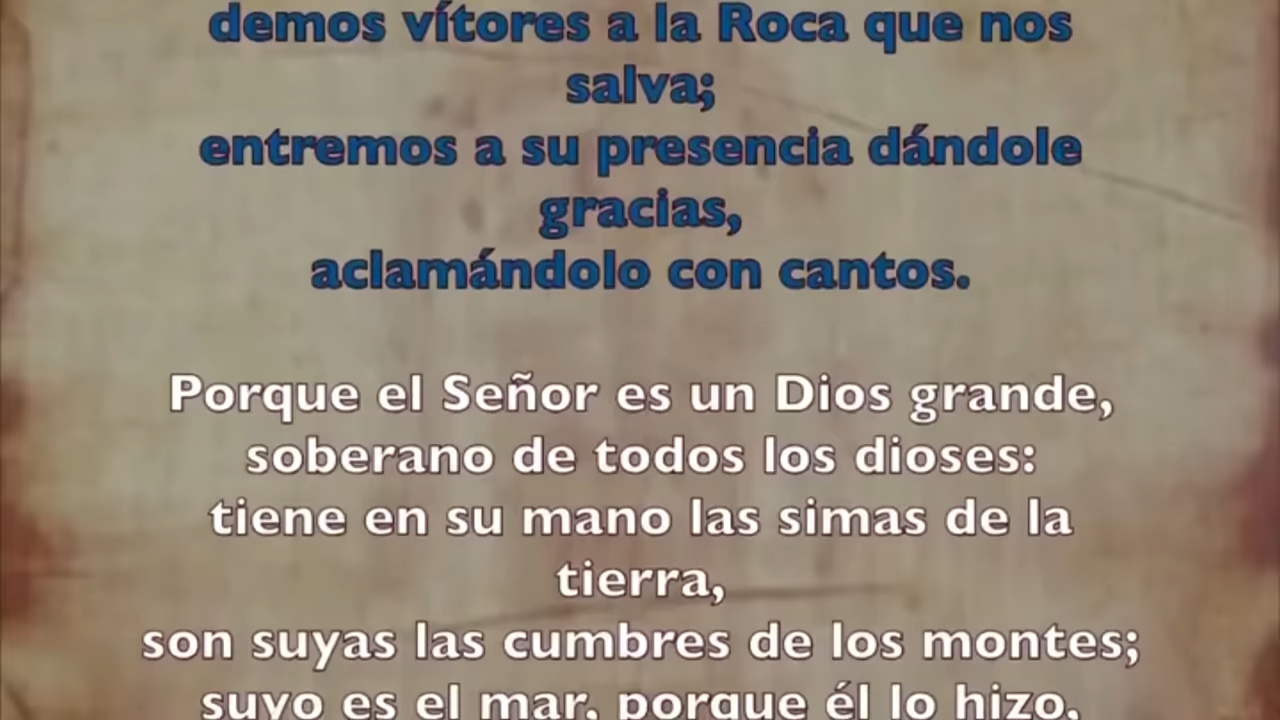 demos vítores a la Roca que nos
salva;
entremos a su presencia dándole
gracias,
aclamándolo con cantos.
Porque el Señor es un Dios grande,
soberano de todos los dioses:
tiene en su mano las simas de la
tierra,
son suyas las cumbres de los montes;
suyo es el mar, porque él lo hizo,